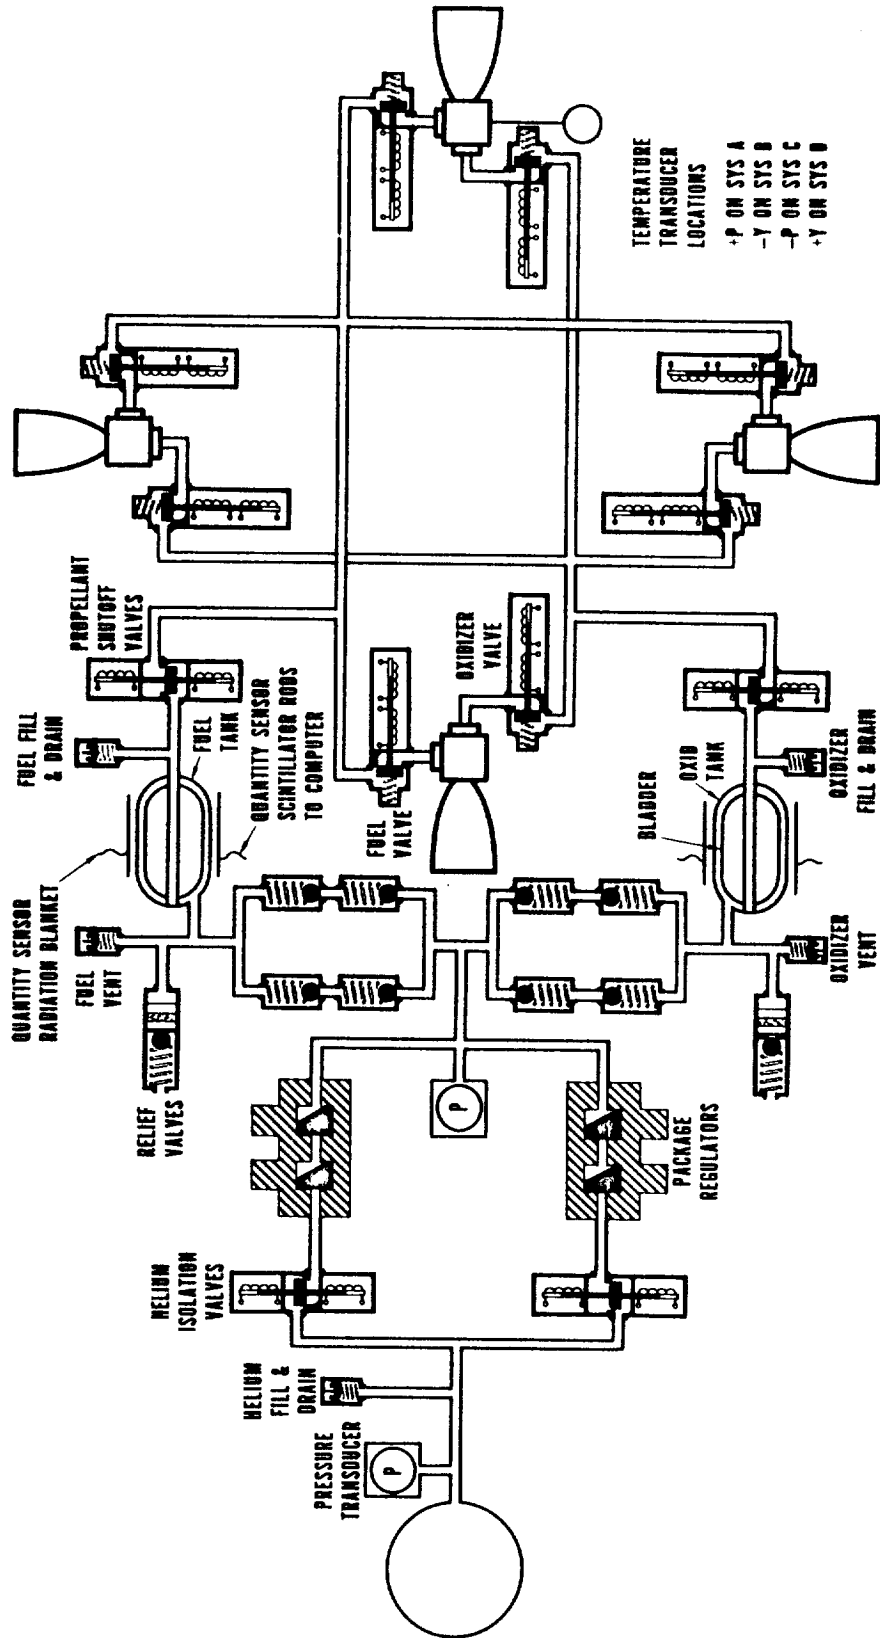 PRESSURE
TRANSDUCER
P
HELIUM
FILL &
DRAIN
HELIUM
ISOLATION
VALVES
RELIEF
VALVES
QUANTITY SENSOR
RADIATION BLANKET
FUEL
VENT
FUEL FILL
& DRAIN
PROPELLANT
SHUTOFF
VALVES
FUEL
TANK
QUANTITY SENSOR
SCINTILLATOR RODS
TO COMPUTER
P
PACKAGE
REGULATORS
FUEL
VALVE
OXIDIZER
VALVE
BLADDER
OXID
TANK
OXIDIZER
VENT
OXIDIZER
FILL & DRAIN
TEMPERATURE
TRANSDUCER
LOCATIONS
+P ON SYS A
-Y ON SYS B
-P ON SYS C
+Y ON SYS D